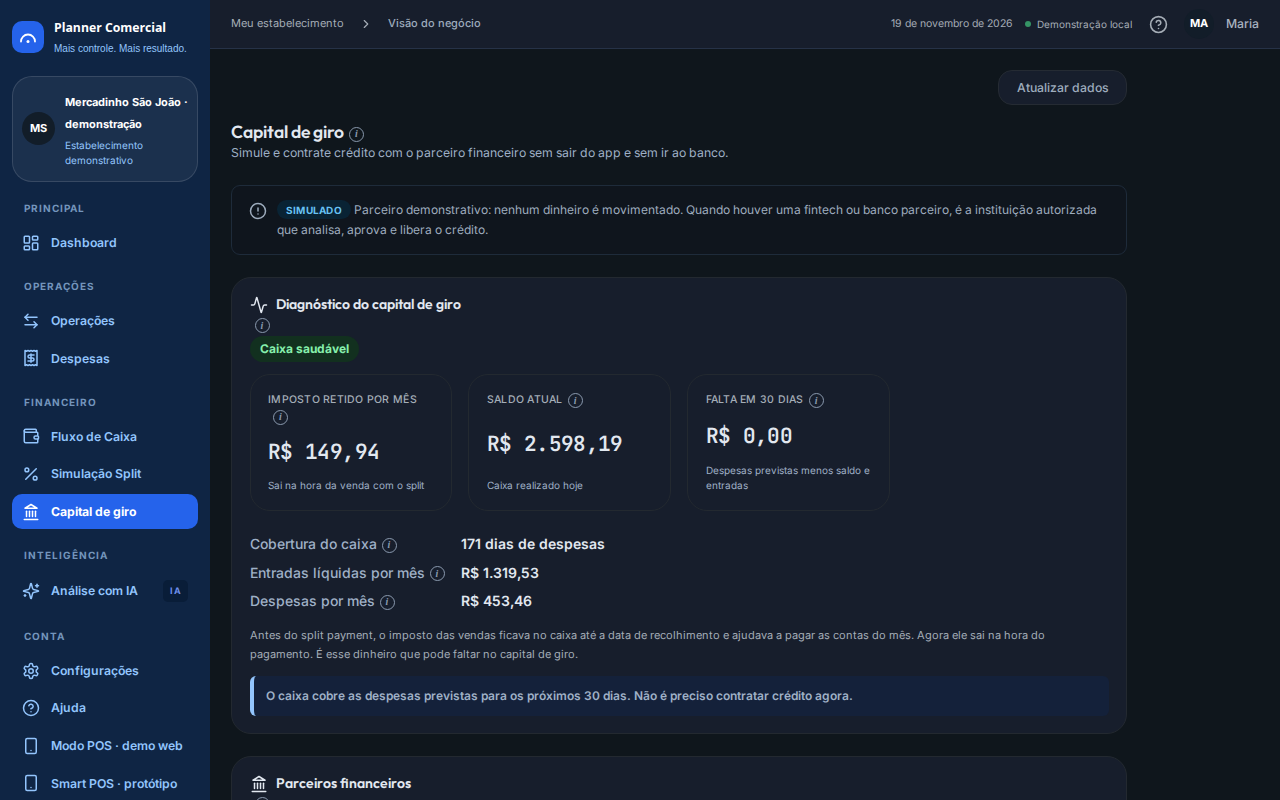 Planner Comercial
Mais controle. Mais resultado.
MS
Mercadinho São João ·
demonstração
Estabelecimento
demonstrativo
PRINCIPAL
Dashboard
OPERAÇÕES
Operações
Despesas
FINANCEIRO
Fluxo de Caixa
Simulação Split
Capital de giro
INTELIGÊNCIA
Análise com IA
IA
CONTA
Configurações
Ajuda
Modo POS · demo web
Smart POS · protótipo
Meu estabelecimento
Visão do negócio
19 de novembro de 2026
Demonstração local
MA
Maria
Atualizar dados
Capital de giro
Simule e contrate crédito com o parceiro financeiro sem sair do app e sem ir ao banco.
SIMULADO Parceiro demonstrativo: nenhum dinheiro é movimentado. Quando houver uma fintech ou banco parceiro, é a instituição autorizada
que analisa, aprova e libera o crédito.
Diagnóstico do capital de giro
Caixa saudável
IMPOSTO RETIDO POR MÊS
R$ 149,94
Sai na hora da venda com o split
SALDO ATUAL
R$ 2.598,19
Caixa realizado hoje
FALTA EM 30 DIAS
R$ 0,00
Despesas previstas menos saldo e
entradas
Cobertura do caixa 171 dias de despesas
Entradas líquidas por mês R$ 1.319,53
Despesas por mês R$ 453,46
Antes do split payment, o imposto das vendas ficava no caixa até a data de recolhimento e ajudava a pagar as contas do mês. Agora ele sai na hora do
pagamento. É esse dinheiro que pode faltar no capital de giro.
O caixa cobre as despesas previstas para os próximos 30 dias. Não é preciso contratar crédito agora.
Parceiros financeiros